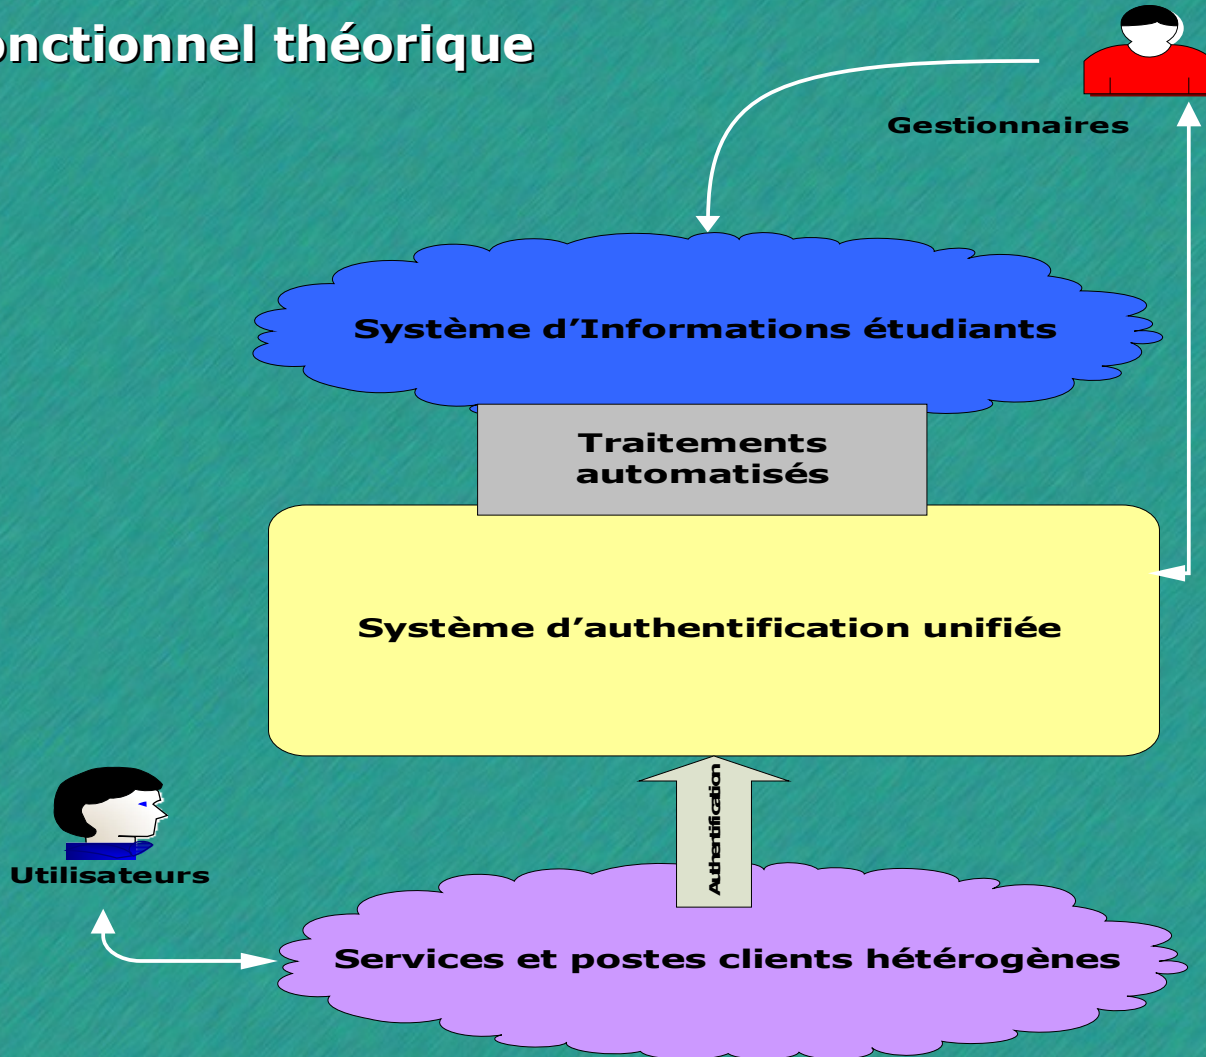 onctionnel théorique
Gestionnaires
Système d’Informations étudiants
Traitements
automatisés
Système d’authentification unifiée
Authentification
Utilisateurs
Services et postes clients hétérogènes